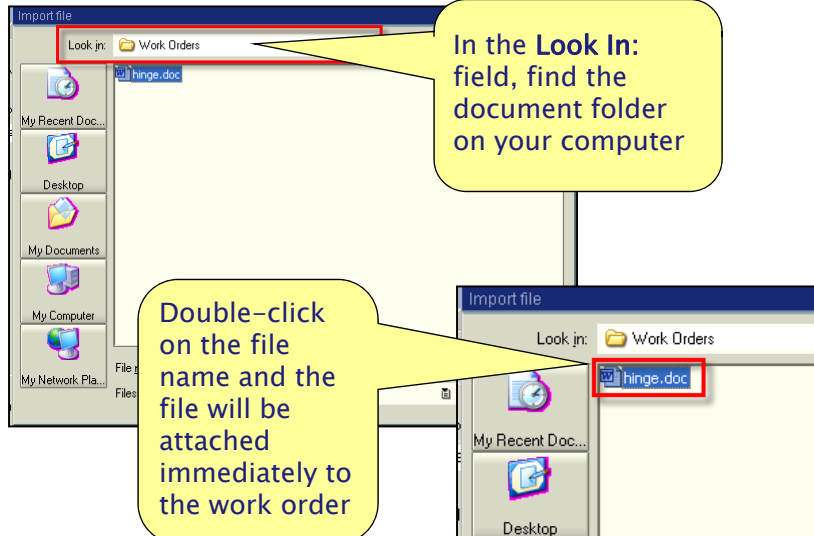 Import file
Look in: Work Orders
hinge.doc
My Recent Doc...
Desktop
My Documents
My Computer
My Network Pla...
File
Files
In the Look In:
field, find the
document folder
on your computer
Double-click
on the file
name and the
file will be
attached
immediately to
the work order
Import file
Look in: Work Orders
hinge.doc
My Recent Doc...
Desktop